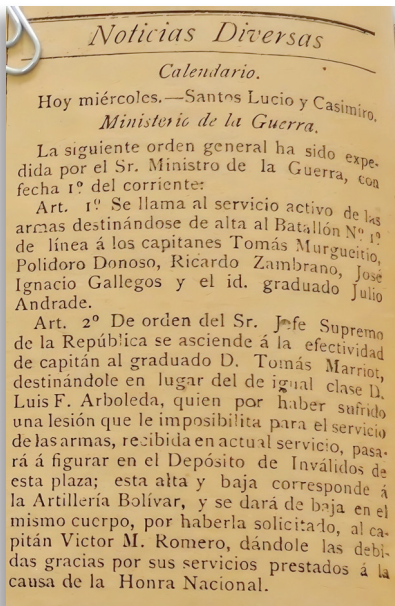 Noticias Diversas
Calendario.
Hoy miércoles.—Santos Lucio y Casimiro.
Ministerio de la Guerra.
La siguiente orden general ha sido expe-
dida por el Sr. Ministro de la Guerra, con
fecha 1º del corriente:
Art. 1º Se llama al servicio activo de las
armas destinándose de alta al Batallón Nº 1º
de línea á los capitanes Tomás Murgueitio,
Polidoro Donoso, Ricardo Zambrano, José
Ignacio Gallegos y el id. graduado Julio
Andrade.
Art. 2º De orden del Sr. Jefe Supremo
de la República se asciende á la efectividad
de capitán al graduado D. Tomás Marriot,
destinándole en lugar del de igual clase D.
Luis F. Arboleda, quien por haber sufrido
una lesión que le imposibilita para el servicio
de las armas, recibida en actual servicio, pasa-
rá á figurar en el Depósito de Inválidos de
esta plaza; esta alta y baja corresponde á
la Artillería Bolívar, y se dará de baja en el
mismo cuerpo, por haberla solicitado, al ca-
pitán Victor M. Romero, dándole las debi-
das gracias por sus servicios prestados á la
causa de la Honra Nacional.